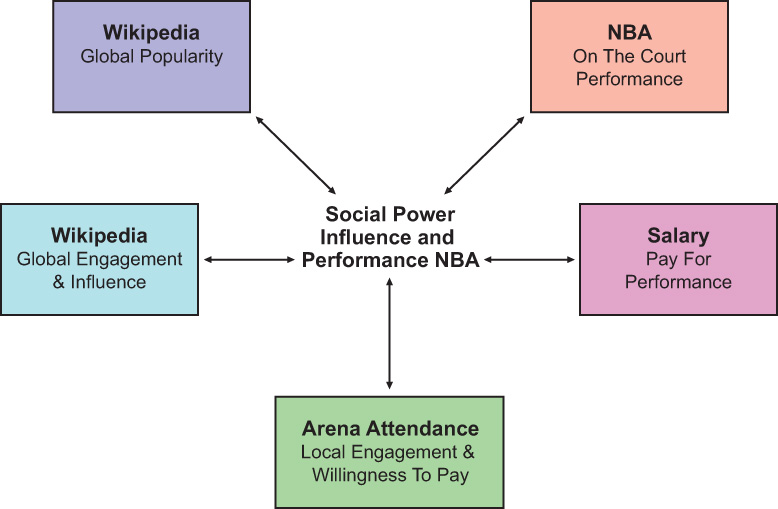 Wikipedia
Global Popularity
NBA
On The Court
Performance
Wikipedia
Global Engagement
& Influence
Social Power
Influence and
Performance NBA
Salary
Pay For
Performance
Arena Attendance
Local Engagement &
Willingness To Pay